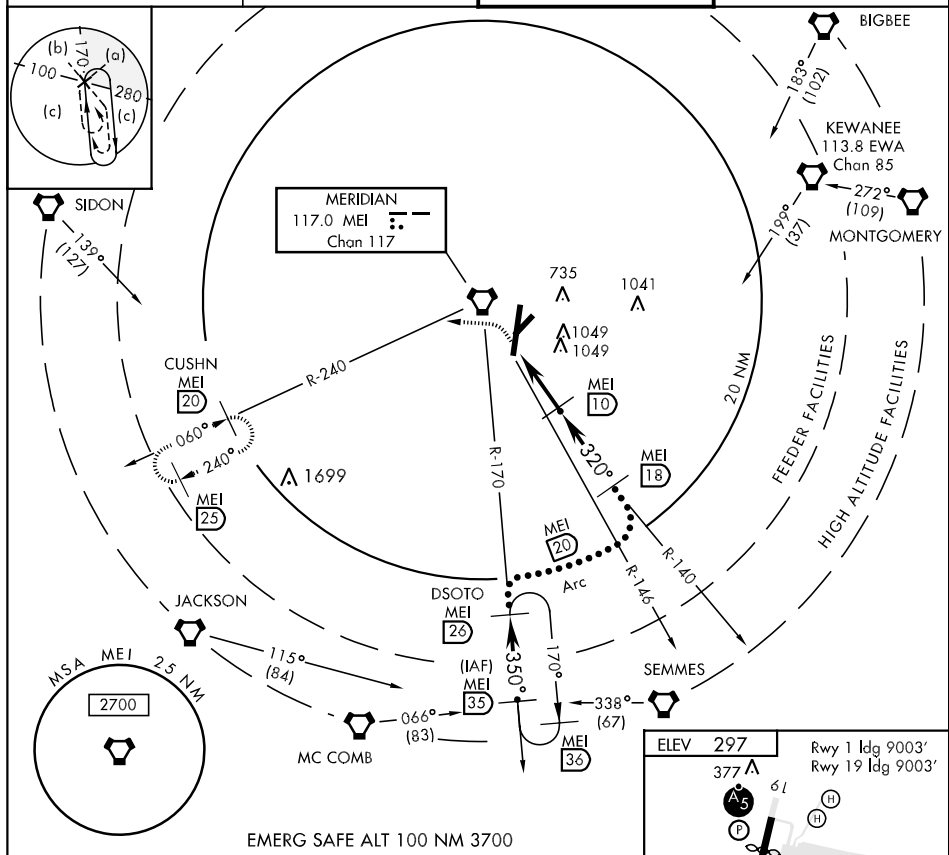 (b)
170
(a)
100
280
(c)
(c)
BIGBEE
183°
(102)
KEWANEE
113.8 EWA
Chan 85
272°
(109)
MONTGOMERY
199°
(37)
SIDON
139°
(127)
MERIDIAN
117.0 MEI
Chan 117
735
1041
1049
1049
20 NM
FEEDER FACILITIES
HIGH ALTITUDE FACILITIES
CUSHN
MEI
20
R-240
060°
240°
MEI
25
1699
MEI
10
320°
MEI
18
R-170
MEI
20
Arc
R-146
R-140
DSOTO
MEI
26
JACKSON
115°
(84)
(IAF)
MEI
35
350°
170°
SEMMES
338°
(67)
MSA MEI 25 NM
2700
MC COMB
066°
(83)
MEI
36
ELEV 297
Rwy 1 ldg 9003'
Rwy 19 ldg 9003'
377
19
A5
P
H
H
EMERG SAFE ALT 100 NM 3700